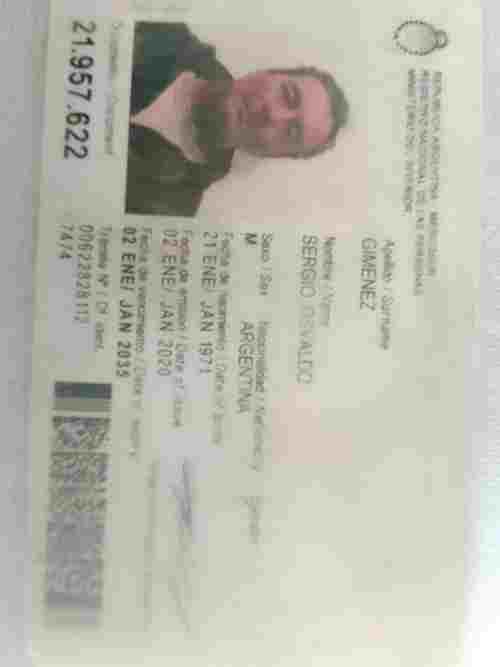 REPUBLICA ARGENTINA - MERCOSUR
REGISTRO NACIONAL DE LAS PERSONAS
MINISTERIO DEL INTERIOR
Apellido / Surname
GIMENEZ
Nombre / Name
SERGIO OSVALDO
Sexo / Sex
Nacionalidad / Nationality
M
ARGENTINA
Fecha de nacimiento / Date of birth
21 ENE/ JAN 1971
Fecha de emisión / Date of issue
02 ENE/ JAN 2020
Fecha de vencimiento / Date of expiry
02 ENE/ JAN 2035
Documento / Document
21.957.622
Trámite Nº / Of. ident.
7474